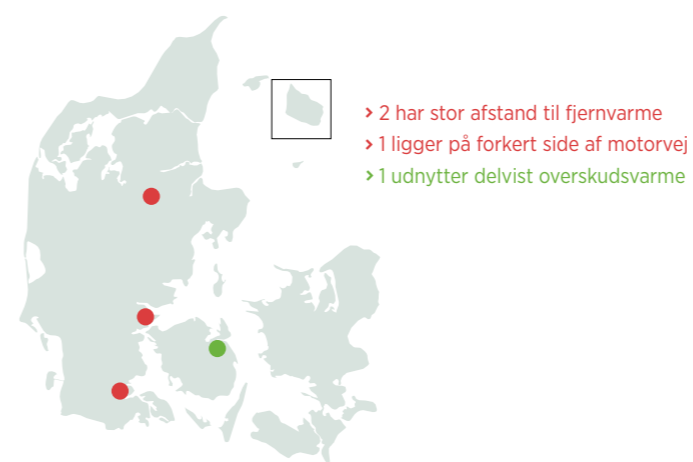 › 2 har stor afstand til fjernvarme
› 1 ligger på forkert side af motorvej
› 1 udnytter delvist overskudsvarme